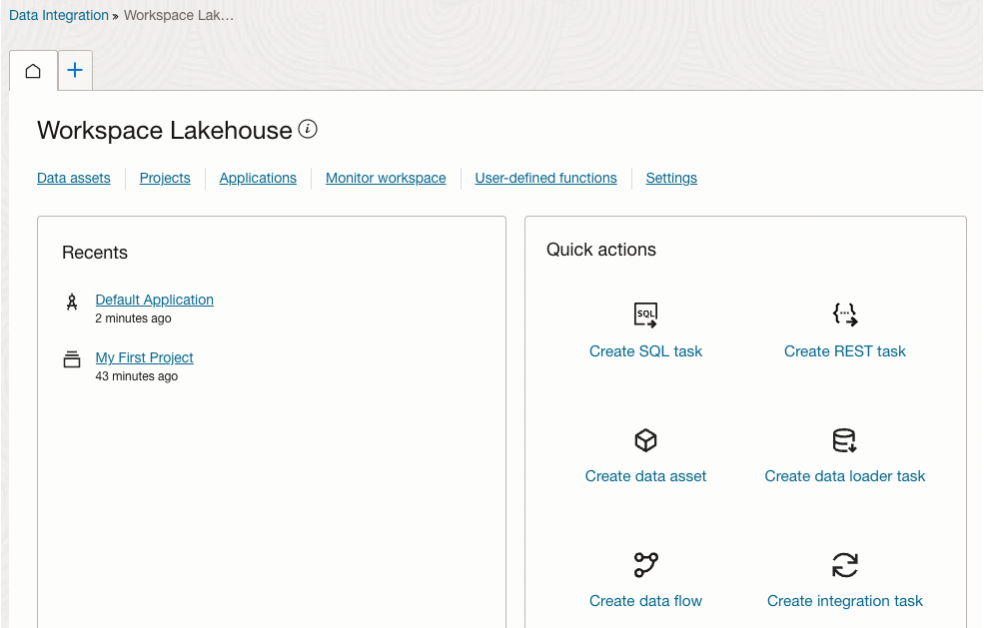 Data Integration » Workspace Lak...
Workspace Lakehouse i
Data assets Projects Applications Monitor workspace User-defined functions Settings
Recents
Default Application
2 minutes ago
My First Project
43 minutes ago
Quick actions
SQL
Create SQL task
{...}
Create REST task
Create data asset
Create data loader task
Create data flow
Create integration task